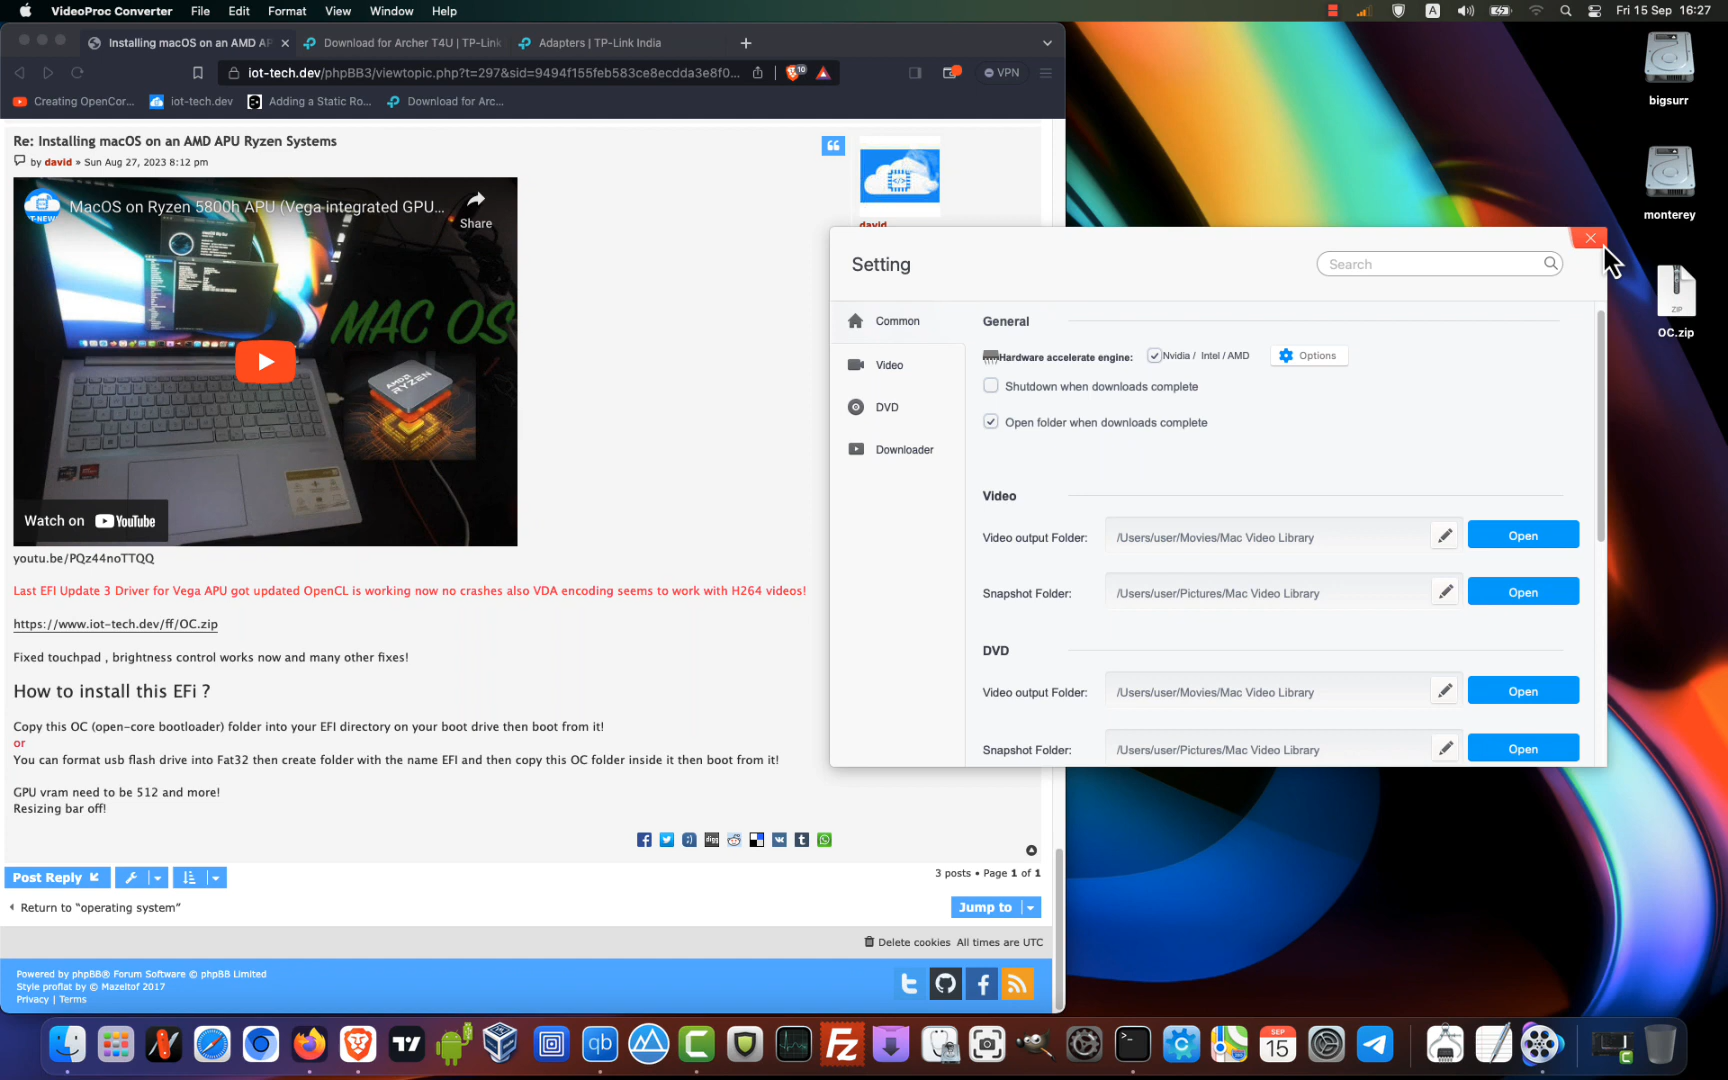 VideoProc Converter File Edit Format View Window Help
A Fri 15 Sep 16:27
Installing macOS on an AMD AP Download for Archer T4U | TP-Link Adapters | TP-Link India
iot-tech.dev/phpBB3/viewtopic.php?t=297&sid=9494f155feb583ce8ecdda3e8f0... 10 VPN
Creating OpenCor... iot-tech.dev Adding a Static Ro... Download for Arc...
Re: Installing macOS on an AMD APU Ryzen Systems
by david » Sun Aug 27, 2023 8:12 pm
MacOS on Ryzen 5800h APU (Vega integrated GPU...
T-NEW
Share
MAC OS
AMD RYZEN
Watch on YouTube
david
youtu.be/PQz44noTTQQ
Last EFI Update 3 Driver for Vega APU got updated OpenCL is working now no crashes also VDA encoding seems to work with H264 videos!
https://www.iot-tech.dev/ff/OC.zip
Fixed touchpad , brightness control works now and many other fixes!
How to install this EFi ?
Copy this OC (open-core bootloader) folder into your EFI directory on your boot drive then boot from it!
or
You can format usb flash drive into Fat32 then create folder with the name EFI and then copy this OC folder inside it then boot from it!
GPU vram need to be 512 and more!
Resizing bar off!
digg
Post Reply
3 posts • Page 1 of 1
Return to “operating system”
Jump to
Delete cookies All times are UTC
Powered by phpBB® Forum Software © phpBB Limited
Style proflat by © Mazeltof 2017
Privacy | Terms
Setting
Search
Common
Video
DVD
Downloader
General
Hardware accelerate engine: Nvidia / Intel / AMD Options
Shutdown when downloads complete
Open folder when downloads complete
Video
Video output Folder: /Users/user/Movies/Mac Video Library Open
Snapshot Folder: /Users/user/Pictures/Mac Video Library Open
DVD
Video output Folder: /Users/user/Movies/Mac Video Library Open
Snapshot Folder: /Users/user/Pictures/Mac Video Library Open
bigsurr
monterey
ZIP
OC.zip
qb
FZ
SEP
15